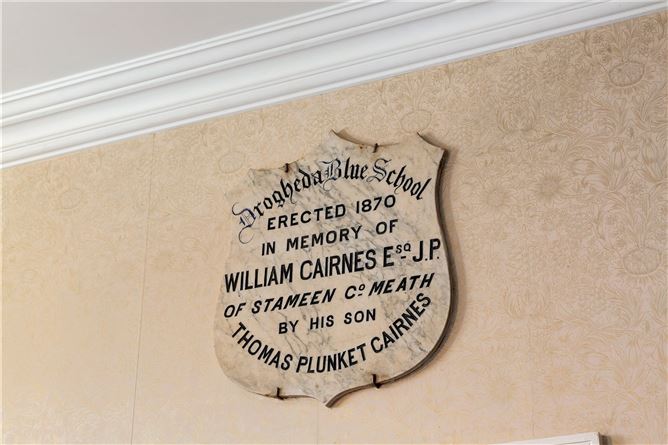 Drogheda Blue School
ERECTED 1870
IN MEMORY OF
WILLIAM CAIRNES ESQ J.P.
OF STAMEEN CO MEATH
BY HIS SON
THOMAS PLUNKET CAIRNES